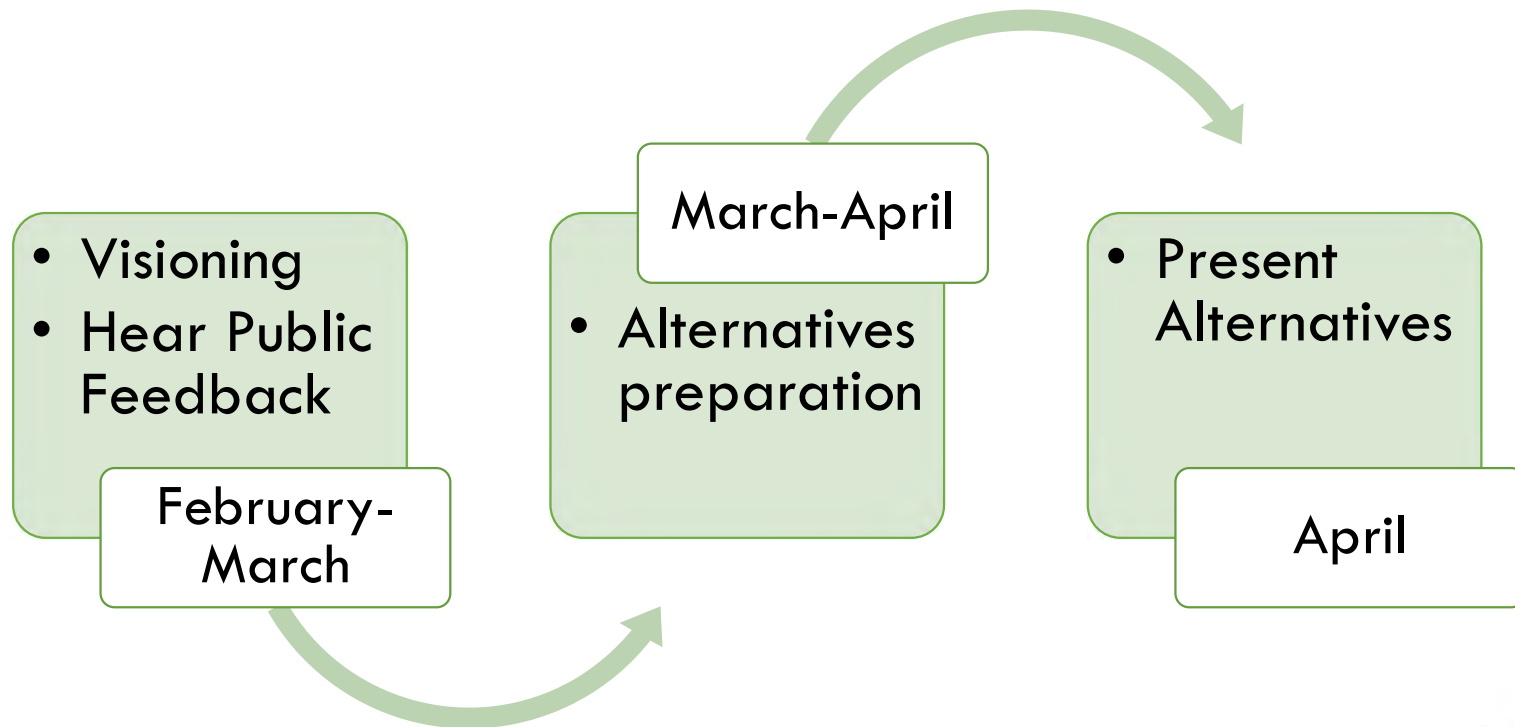 • Visioning
• Hear Public
Feedback
February-
March
March-April
• Alternatives
preparation
• Present
Alternatives
April